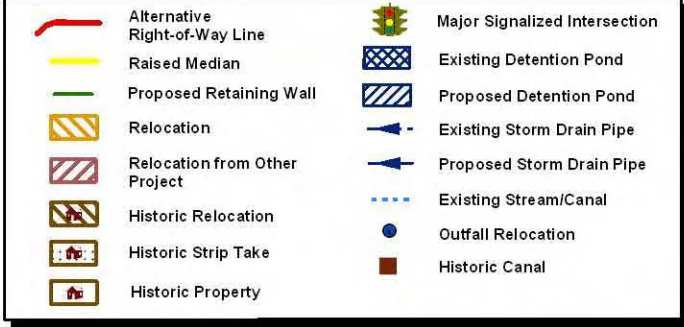 Alternative
Right-of-Way Line
Raised Median
Proposed Retaining Wall
Relocation
Relocation from Other
Project
Historic Relocation
Historic Strip Take
Historic Property
Major Signalized Intersection
Existing Detention Pond
Proposed Detention Pond
Existing Storm Drain Pipe
Proposed Storm Drain Pipe
Existing Stream/Canal
Outfall Relocation
Historic Canal